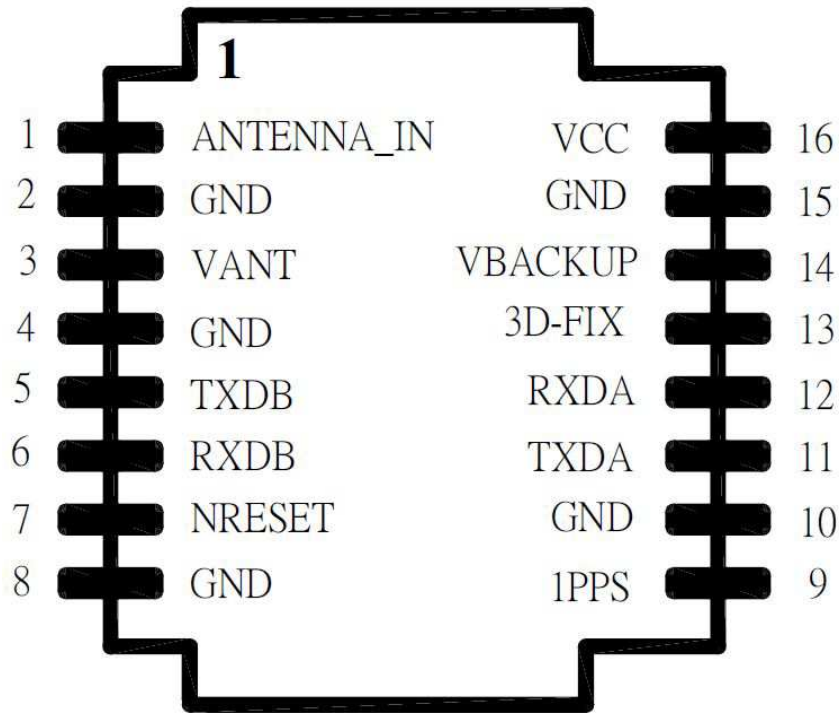 1
1 ANTENNA_IN VCC 16
2 GND GND 15
3 VANT VBACKUP 14
4 GND 3D-FIX 13
5 TXDB RXDA 12
6 RXDB TXDA 11
7 NRESET GND 10
8 GND 1PPS 9